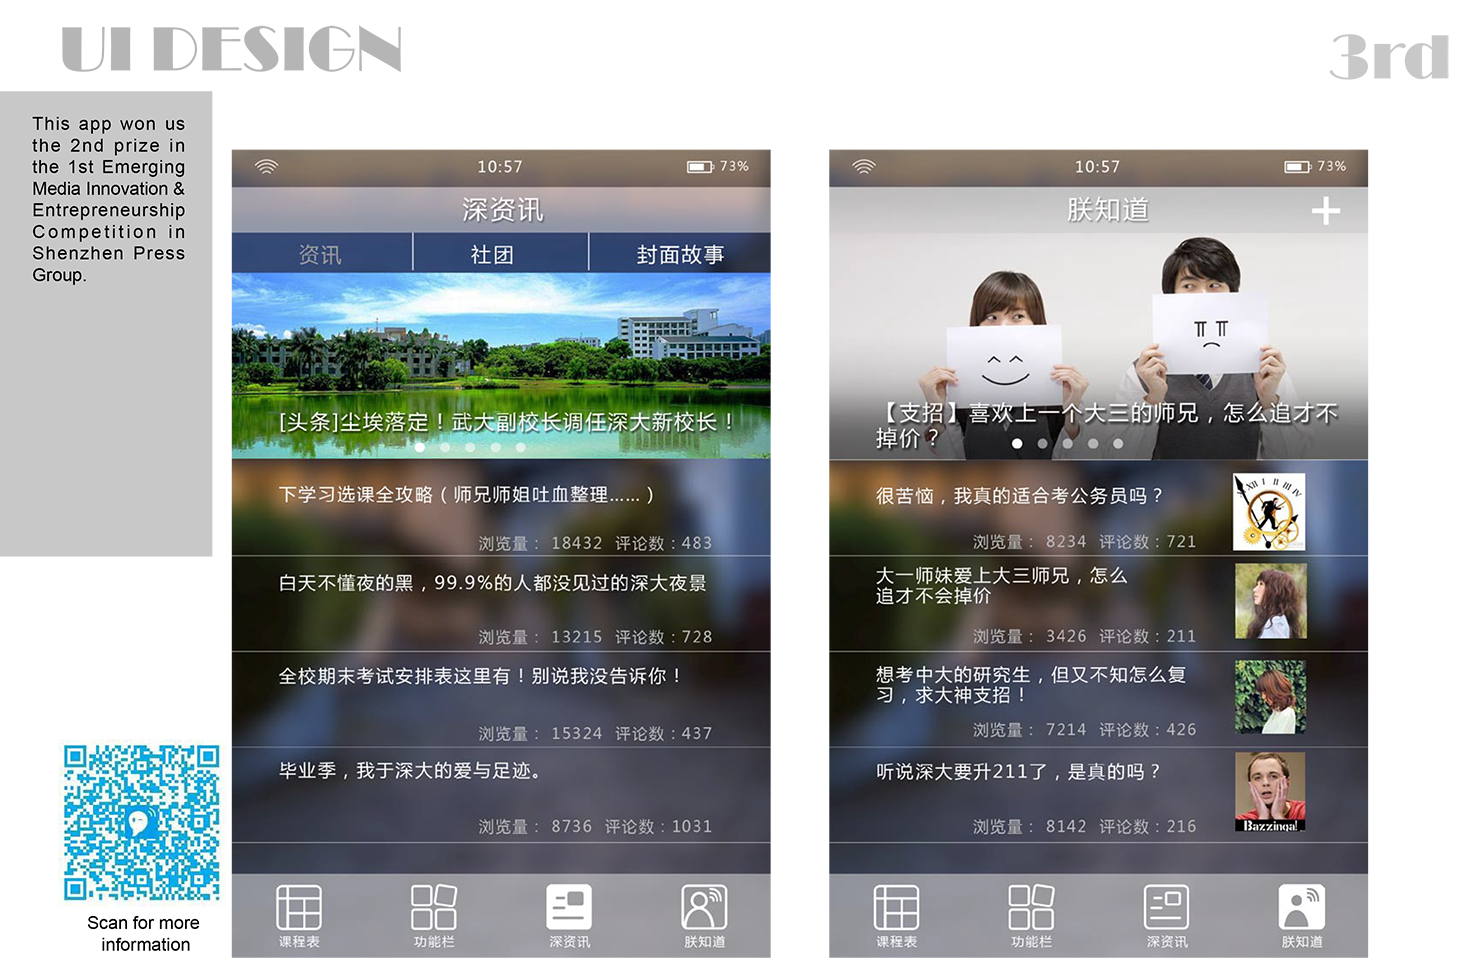 UI DESIGN
3rd
This app won us
the 2nd prize in
the 1st Emerging
Media Innovation &
Entrepreneurship
Competition in
Shenzhen Press
Group.
Scan for more
information
10:57
73%
深资讯
资讯
社团
封面故事
[头条]尘埃落定！武大副校长调任深大新校长！
下学习选课全攻略（师兄师姐吐血整理……）
浏览量： 18432 评论数：483
白天不懂夜的黑，99.9%的人都没见过的深大夜景
浏览量： 13215 评论数：728
全校期末考试安排表这里有！别说我没告诉你！
浏览量： 15324 评论数：437
毕业季，我于深大的爱与足迹。
浏览量： 8736 评论数：1031
课程表
功能栏
深资讯
朕知道
10:57
73%
朕知道
【支招】喜欢上一个大三的师兄，怎么追才不
掉价？
很苦恼，我真的适合考公务员吗？
浏览量： 8234 评论数：721
XII I II III IV
大一师妹爱上大三师兄，怎么
追才不会掉价
浏览量： 3426 评论数：211
想考中大的研究生，但又不知怎么复
习，求大神支招！
浏览量： 7214 评论数：426
听说深大要升211了，是真的吗？
浏览量： 8142 评论数：216
Bazzinga!
课程表
功能栏
深资讯
朕知道